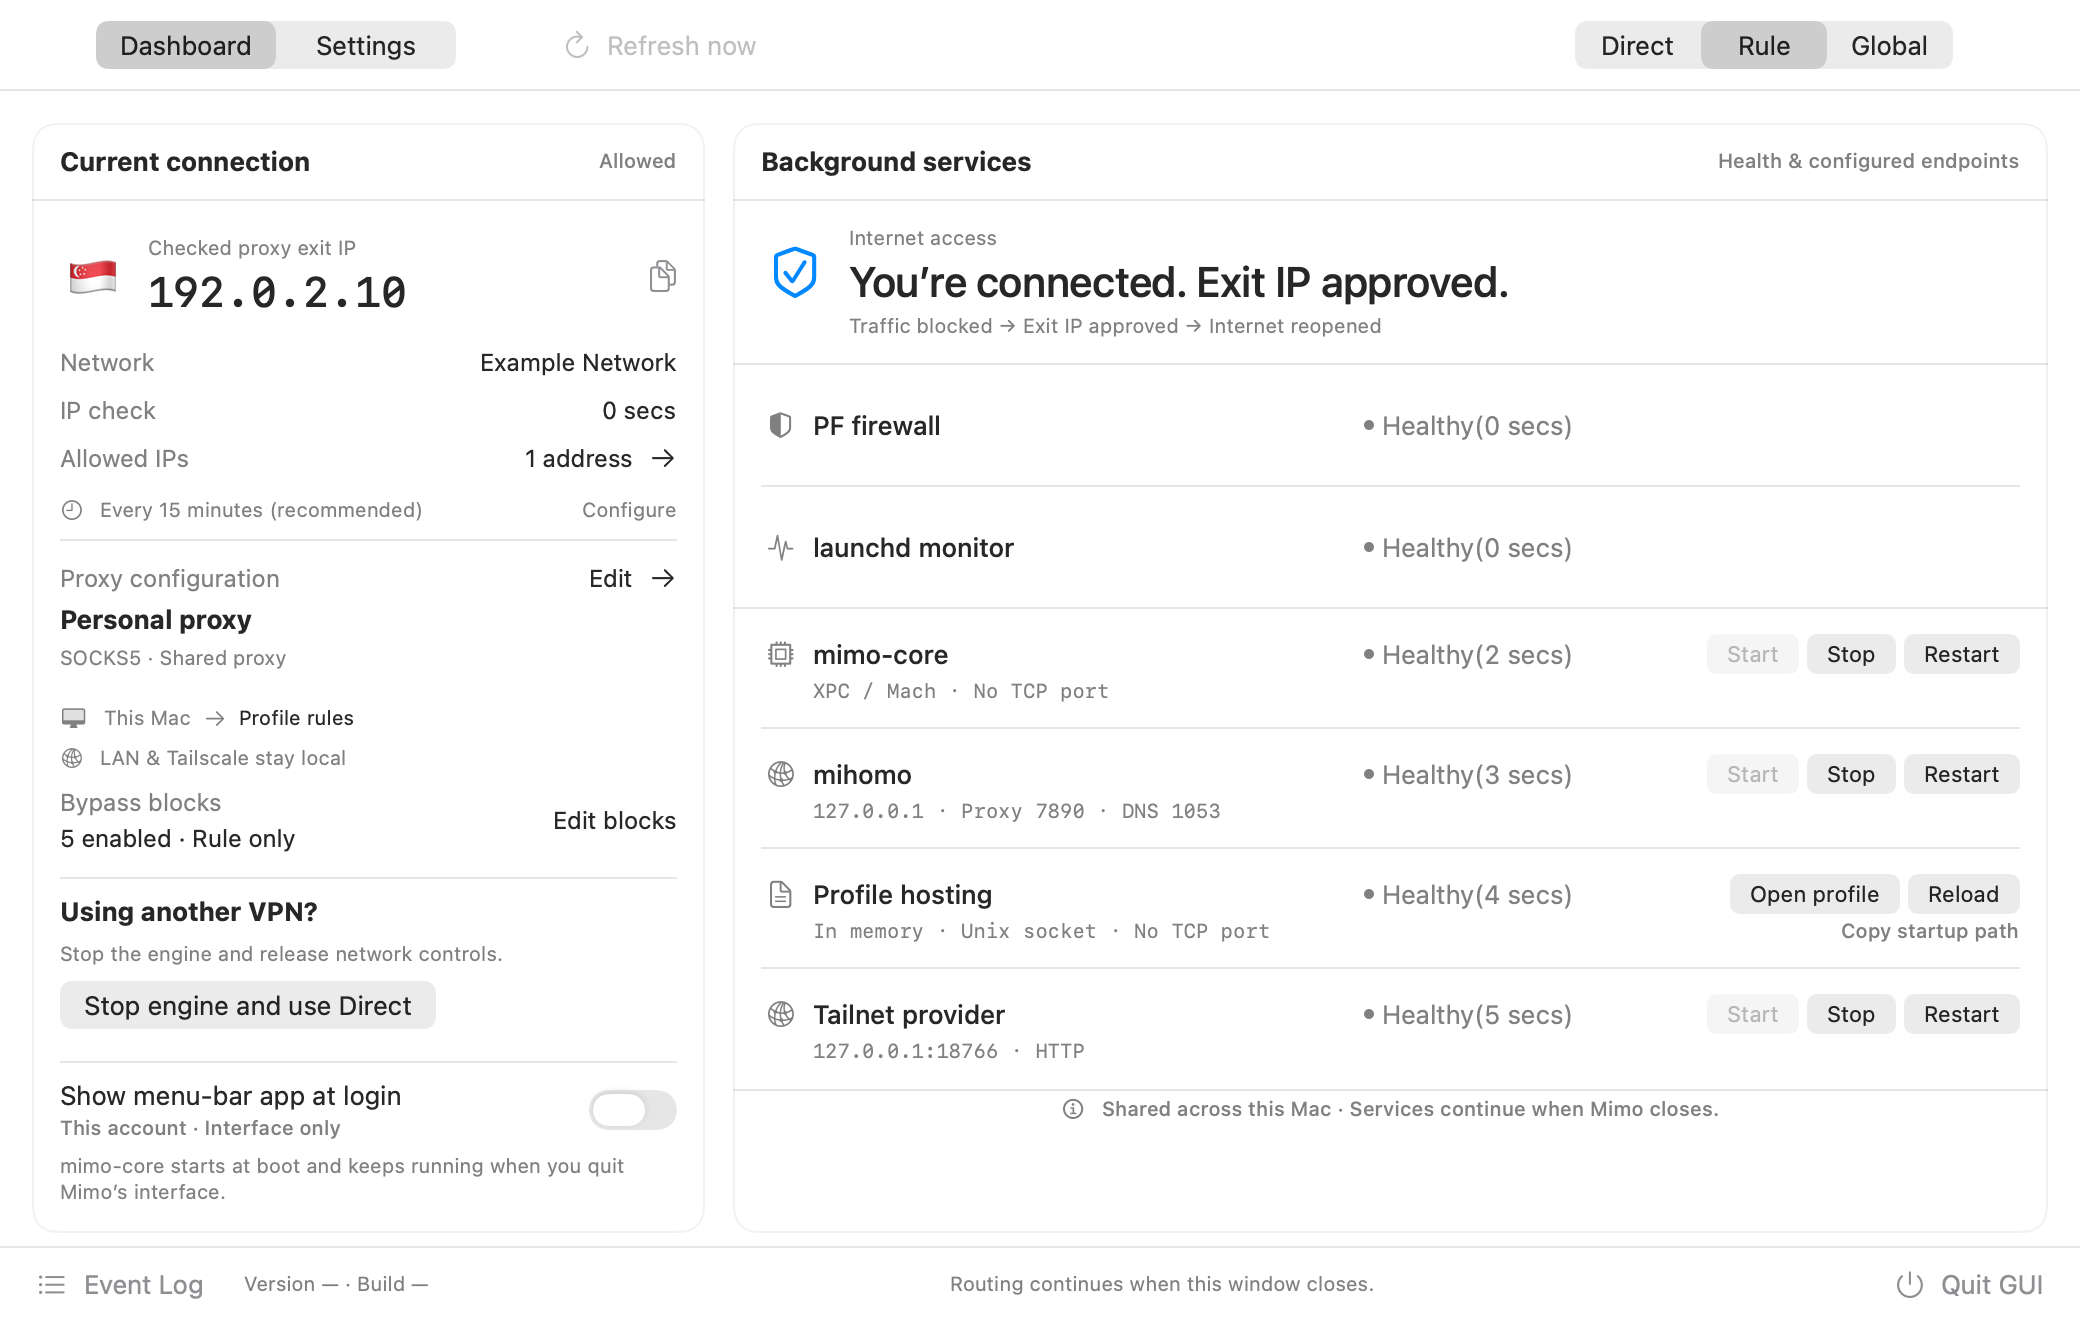 Dashboard
Settings
Refresh now
Direct
Rule
Global
Current connection
Allowed
Checked proxy exit IP
192.0.2.10
Network
Example Network
IP check
0 secs
Allowed IPs
1 address →
Every 15 minutes (recommended)
Configure
Proxy configuration
Edit →
Personal proxy
SOCKS5 · Shared proxy
This Mac → Profile rules
LAN & Tailscale stay local
Bypass blocks
5 enabled · Rule only
Edit blocks
Using another VPN?
Stop the engine and release network controls.
Stop engine and use Direct
Show menu-bar app at login
This account · Interface only
mimo-core starts at boot and keeps running when you quit
Mimo’s interface.
Background services
Health & configured endpoints
Internet access
You’re connected. Exit IP approved.
Traffic blocked → Exit IP approved → Internet reopened
PF firewall
• Healthy(0 secs)
launchd monitor
• Healthy(0 secs)
mimo-core
XPC / Mach · No TCP port
• Healthy(2 secs)
Start
Stop
Restart
mihomo
127.0.0.1 · Proxy 7890 · DNS 1053
• Healthy(3 secs)
Start
Stop
Restart
Profile hosting
In memory · Unix socket · No TCP port
• Healthy(4 secs)
Open profile
Reload
Copy startup path
Tailnet provider
127.0.0.1:18766 · HTTP
• Healthy(5 secs)
Start
Stop
Restart
Shared across this Mac · Services continue when Mimo closes.
Event Log
Version — · Build —
Routing continues when this window closes.
Quit GUI